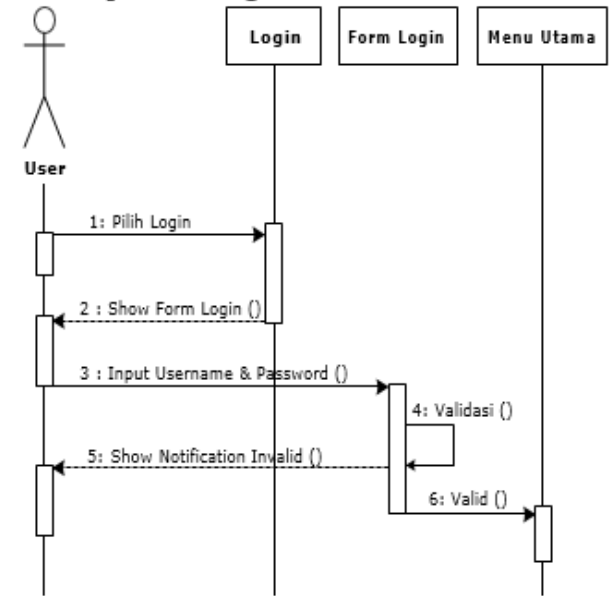 Login
Form Login
Menu Utama
User
1: Pilih Login
2 : Show Form Login ()
3 : Input Username & Password ()
4: Validasi ()
5: Show Notification Invalid ()
6: Valid ()